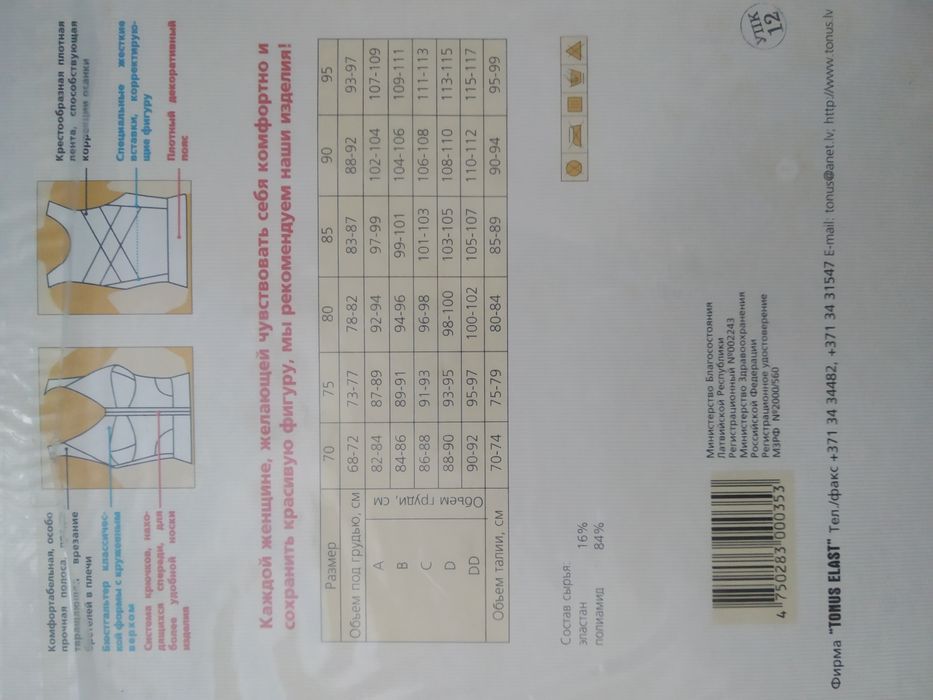 Комфортабельная, особо
прочная полоса,
врезание
бретелей в плечи
Бюстгальтер классичес-
кой формы с кружевным
верхом
Система крючков, нахо-
дящихся спереди, для
более удобной носки
изделия
Крестообразная плотная
лента, способствующая
коррекции осанки
Специальные жесткие
вставки, корректирую-
щие фигуру
Плотный декоративный
пояс
Каждой женщине, желающей чувствовать себя комфортно и
сохранить красивую фигуру, мы рекомендуем наши изделия!
Размер 70 75 80 85 90 95
Объем под грудью, см 68-72 73-77 78-82 83-87 88-92 93-97
Объем груди, см
A 82-84 87-89 92-94 97-99 102-104 107-109
B 84-86 89-91 94-96 99-101 104-106 109-111
C 86-88 91-93 96-98 101-103 106-108 111-113
D 88-90 93-95 98-100 103-105 108-110 113-115
DD 90-92 95-97 100-102 105-107 110-112 115-117
Объем талии, см 70-74 75-79 80-84 85-89 90-94 95-99
Состав сырья:
эластан 16%
полиамид 84%
УПК
12
Министерство Благосостояния
Латвийской Республики
Регистрационный №002243
Министерство Здравоохранения
Российской Федерации
Регистрационное удостоверение
МЗРФ №2000/560
4 750283 000353
Фирма "TONUS ELAST" Тел./факс +371 34 34482, +371 34 31547 E-mail: tonus@anet.lv; http://www.tonus.lv